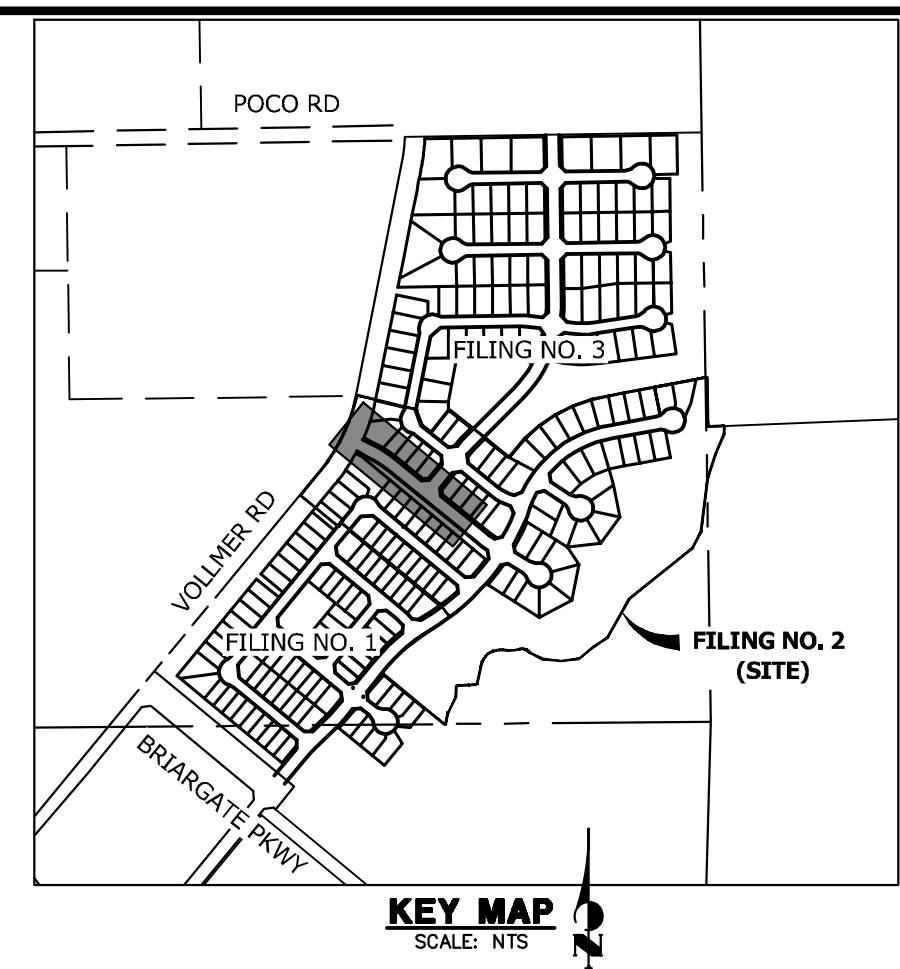 POCO RD
FILING NO. 3
VOLLMER RD
FILING NO. 1
FILING NO. 2
(SITE)
BRIARGATE PKWY
KEY MAP
SCALE: NTS
N